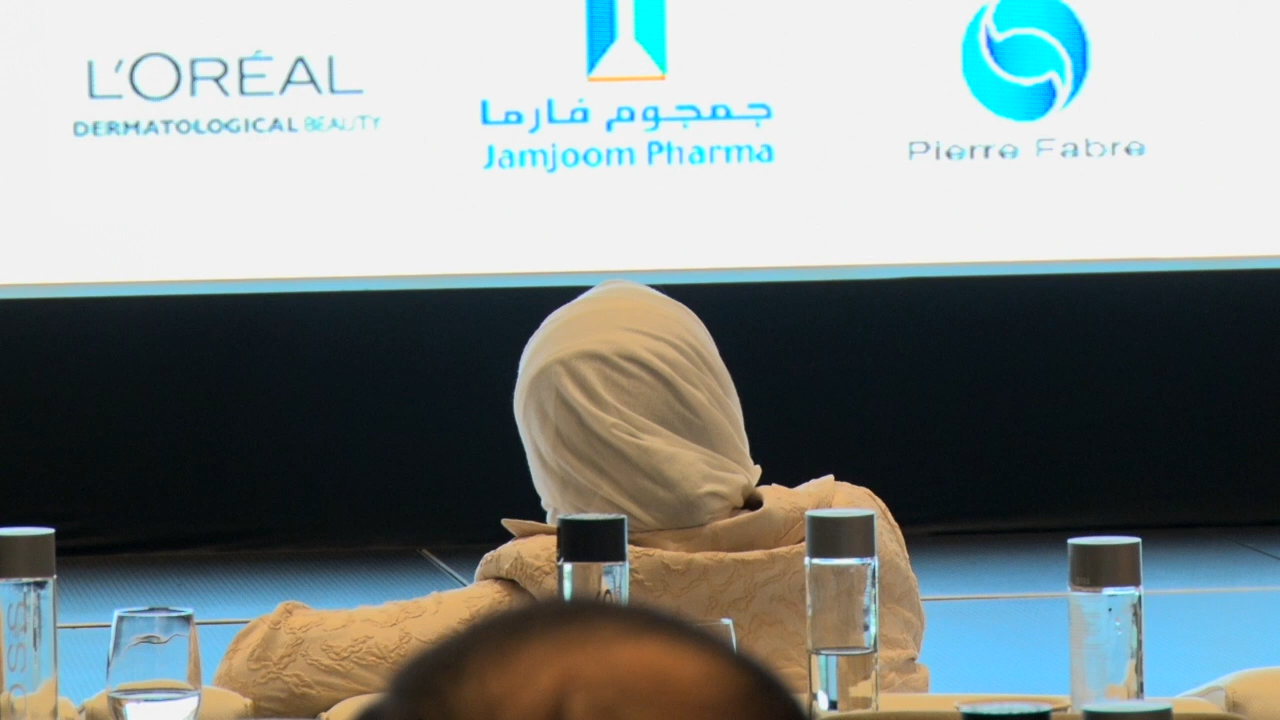 L'ORÉAL
DERMATOLOGICAL BEAUTY
جمجوم فارما
Jamjoom Pharma
Pierre Fabre